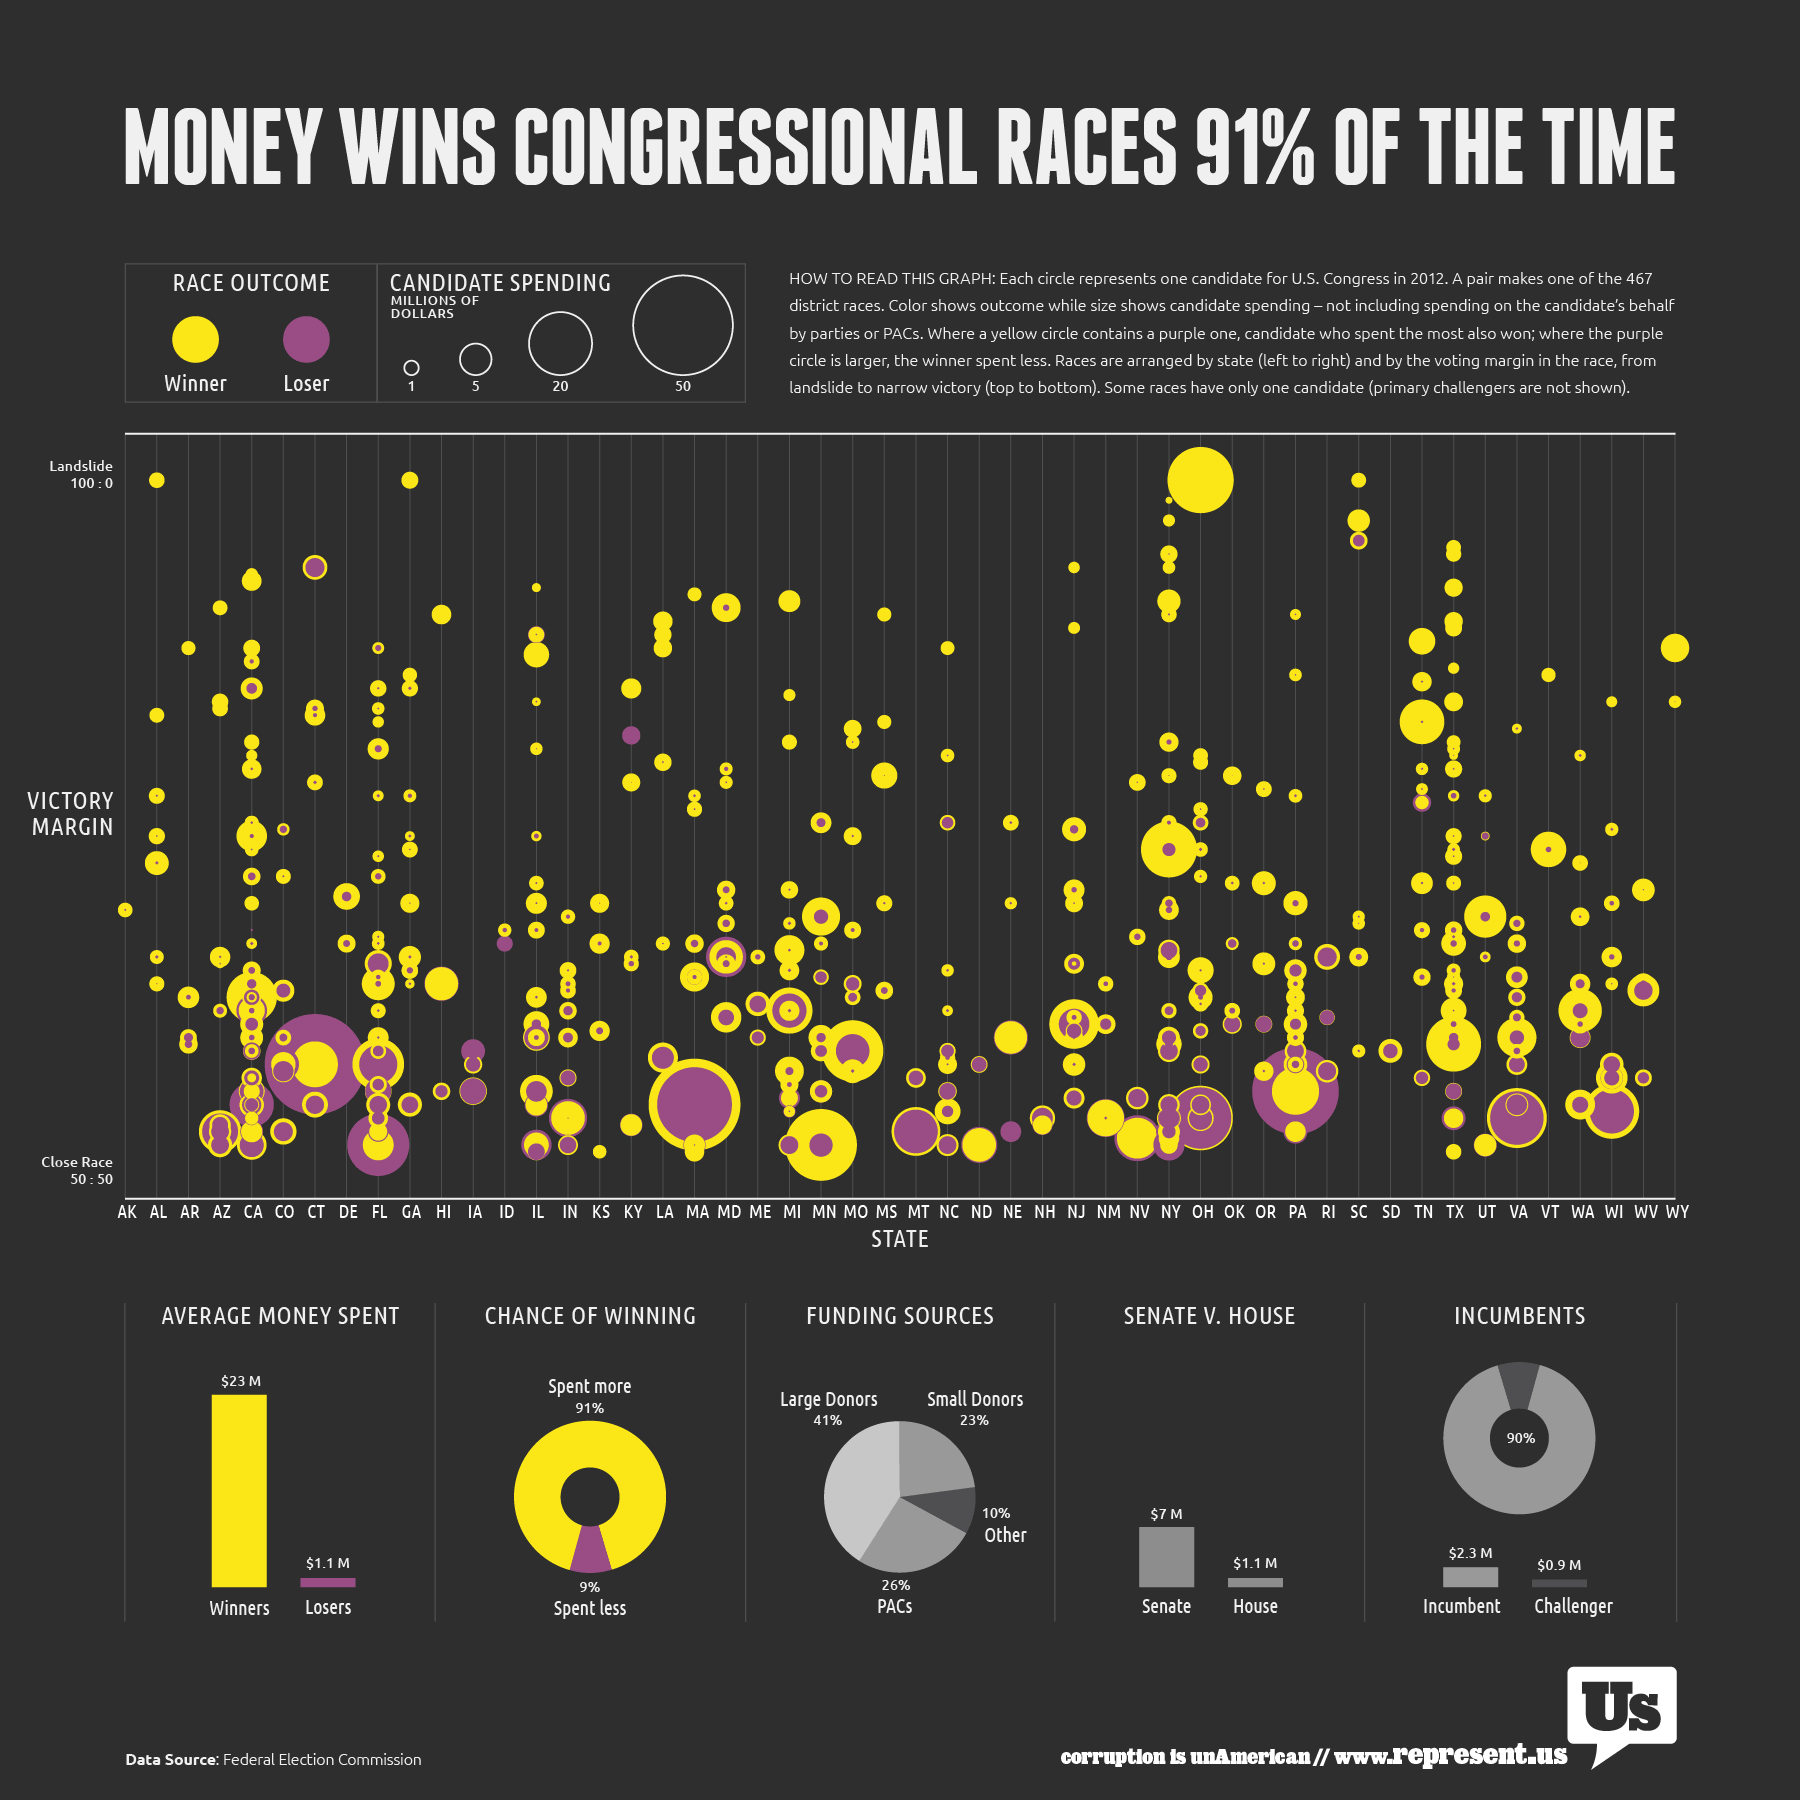 MONEY WINS CONGRESSIONAL RACES 91% OF THE TIME
RACE OUTCOME
Winner
Loser
CANDIDATE SPENDING
MILLIONS OF
DOLLARS
1
5
20
50
HOW TO READ THIS GRAPH: Each circle represents one candidate for U.S. Congress in 2012. A pair makes one of the 467
district races. Color shows outcome while size shows candidate spending – not including spending on the candidate's behalf
by parties or PACs. Where a yellow circle contains a purple one, candidate who spent the most also won; where the purple
circle is larger, the winner spent less. Races are arranged by state (left to right) and by the voting margin in the race, from
landslide to narrow victory (top to bottom). Some races have only one candidate (primary challengers are not shown).
Landslide
100 : 0
VICTORY
MARGIN
Close Race
50 : 50
AK AL AR AZ CA CO CT DE FL GA HI IA ID IL IN KS KY LA MA MD ME MI MN MO MS MT NC ND NE NH NJ NM NV NY OH OK OR PA RI SC SD TN TX UT VA VT WA WI WV WY
STATE
AVERAGE MONEY SPENT
$23 M
$1.1 M
Winners
Losers
CHANCE OF WINNING
Spent more
91%
9%
Spent less
FUNDING SOURCES
Large Donors
41%
Small Donors
23%
10%
Other
26%
PACs
SENATE V. HOUSE
$7 M
$1.1 M
Senate
House
INCUMBENTS
90%
$2.3 M
$0.9 M
Incumbent
Challenger
Data Source: Federal Election Commission
corruption is unAmerican // www.represent.us
Us